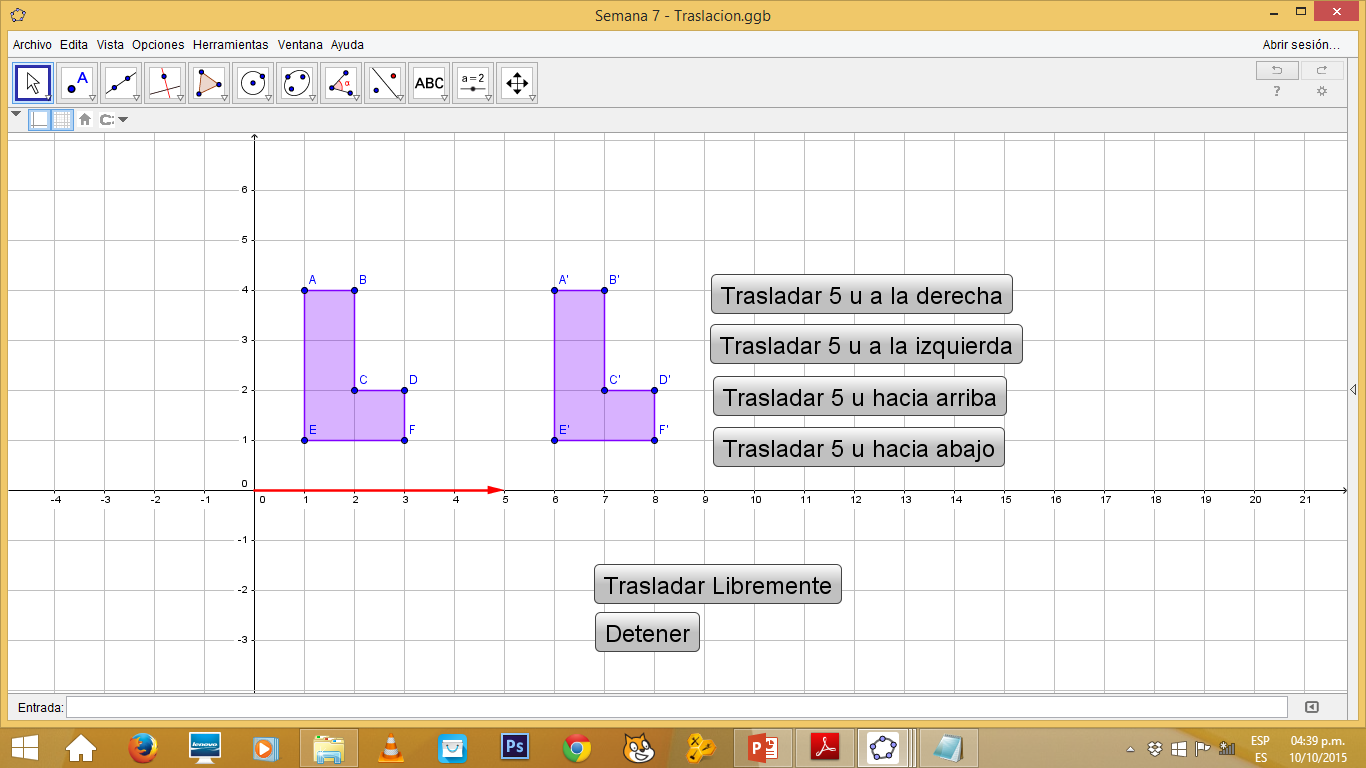 Semana 7 - Traslacion.ggb
Archivo Edita Vista Opciones Herramientas Ventana Ayuda
Abrir sesión...
A
α
ABC
a=2
?
6
5
4
3
2
1
0
-1
-2
-3
-4 -3 -2 -1 0 1 2 3 4 5 6 7 8 9 10 11 12 13 14 15 16 17 18 19 20 21
A B
C D
E F
A' B'
C' D'
E' F'
Trasladar 5 u a la derecha
Trasladar 5 u a la izquierda
Trasladar 5 u hacia arriba
Trasladar 5 u hacia abajo
Trasladar Libremente
Detener
Entrada:
lenovo
Ps
P
ESP
ES
04:39 p.m.
10/10/2015